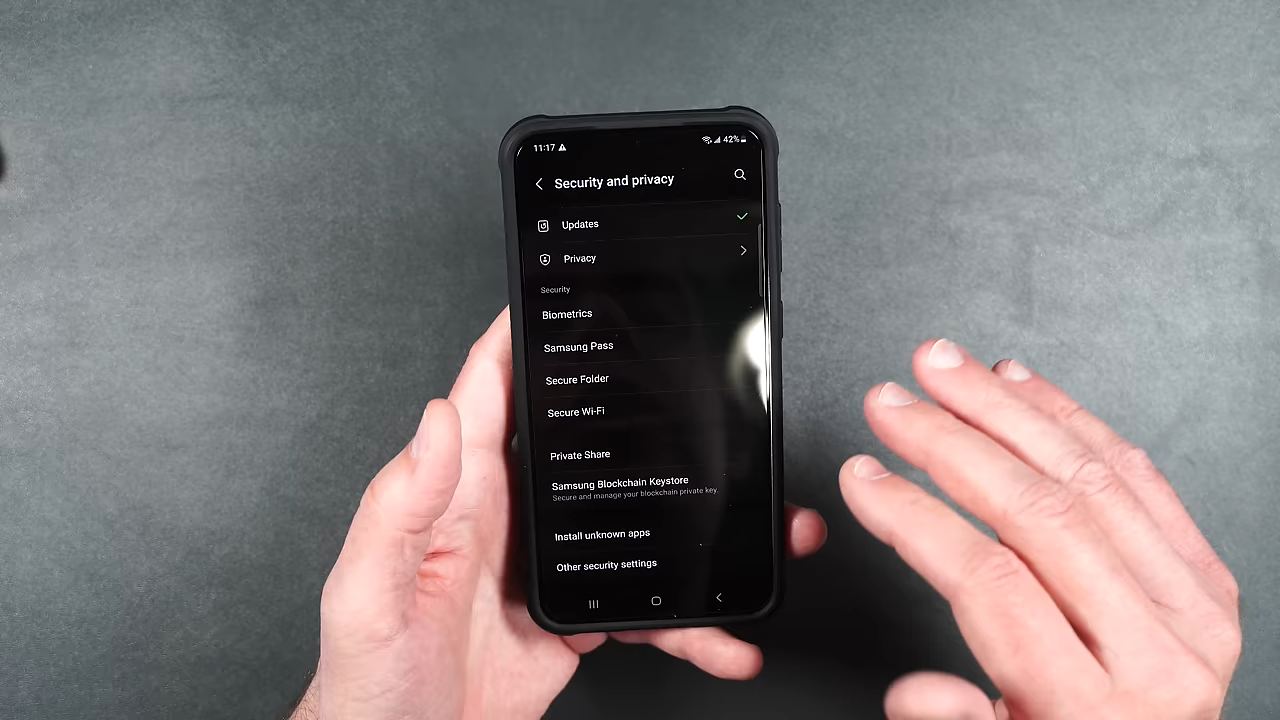 11:17
42%
Security and privacy
Updates
Privacy
Security
Biometrics
Samsung Pass
Secure Folder
Secure Wi-Fi
Private Share
Samsung Blockchain Keystore
Secure and manage your blockchain private key.
Install unknown apps
Other security settings